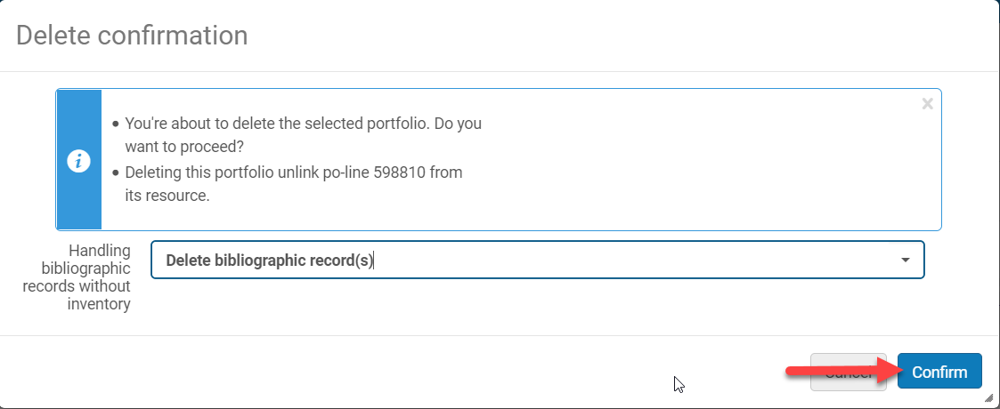 Delete confirmation
• You're about to delete the selected portfolio. Do you
want to proceed?
• Deleting this portfolio unlink po-line 598810 from
its resource.
Handling
bibliographic
records without
inventory
Delete bibliographic record(s)
Cancel
Confirm